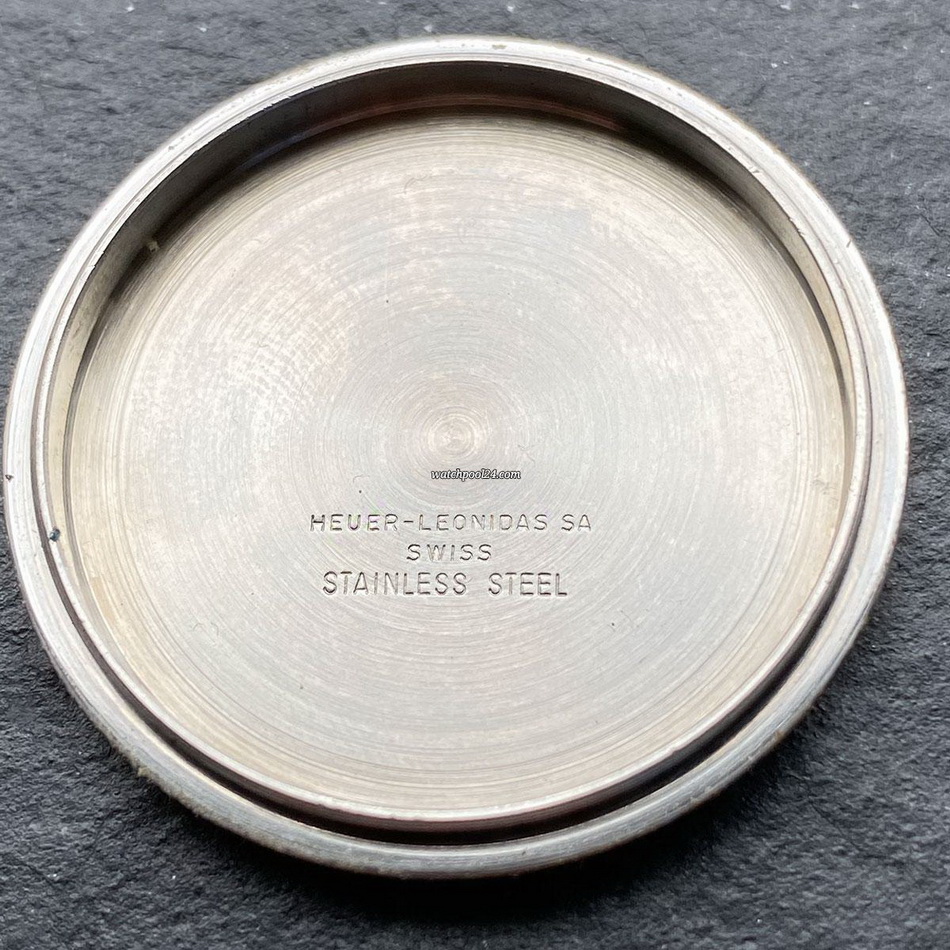 watchpool24.com
HEUER-LEONIDAS SA
SWISS
STAINLESS STEEL